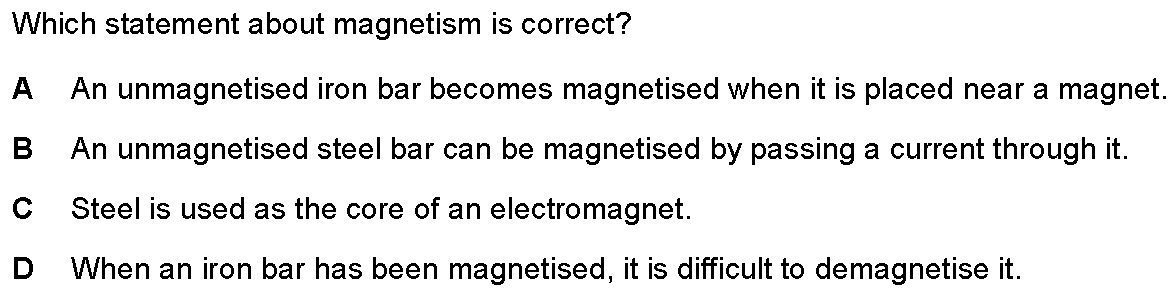 Which statement about magnetism is correct?
A An unmagnetised iron bar becomes magnetised when it is placed near a magnet.
B An unmagnetised steel bar can be magnetised by passing a current through it.
C Steel is used as the core of an electromagnet.
D When an iron bar has been magnetised, it is difficult to demagnetise it.